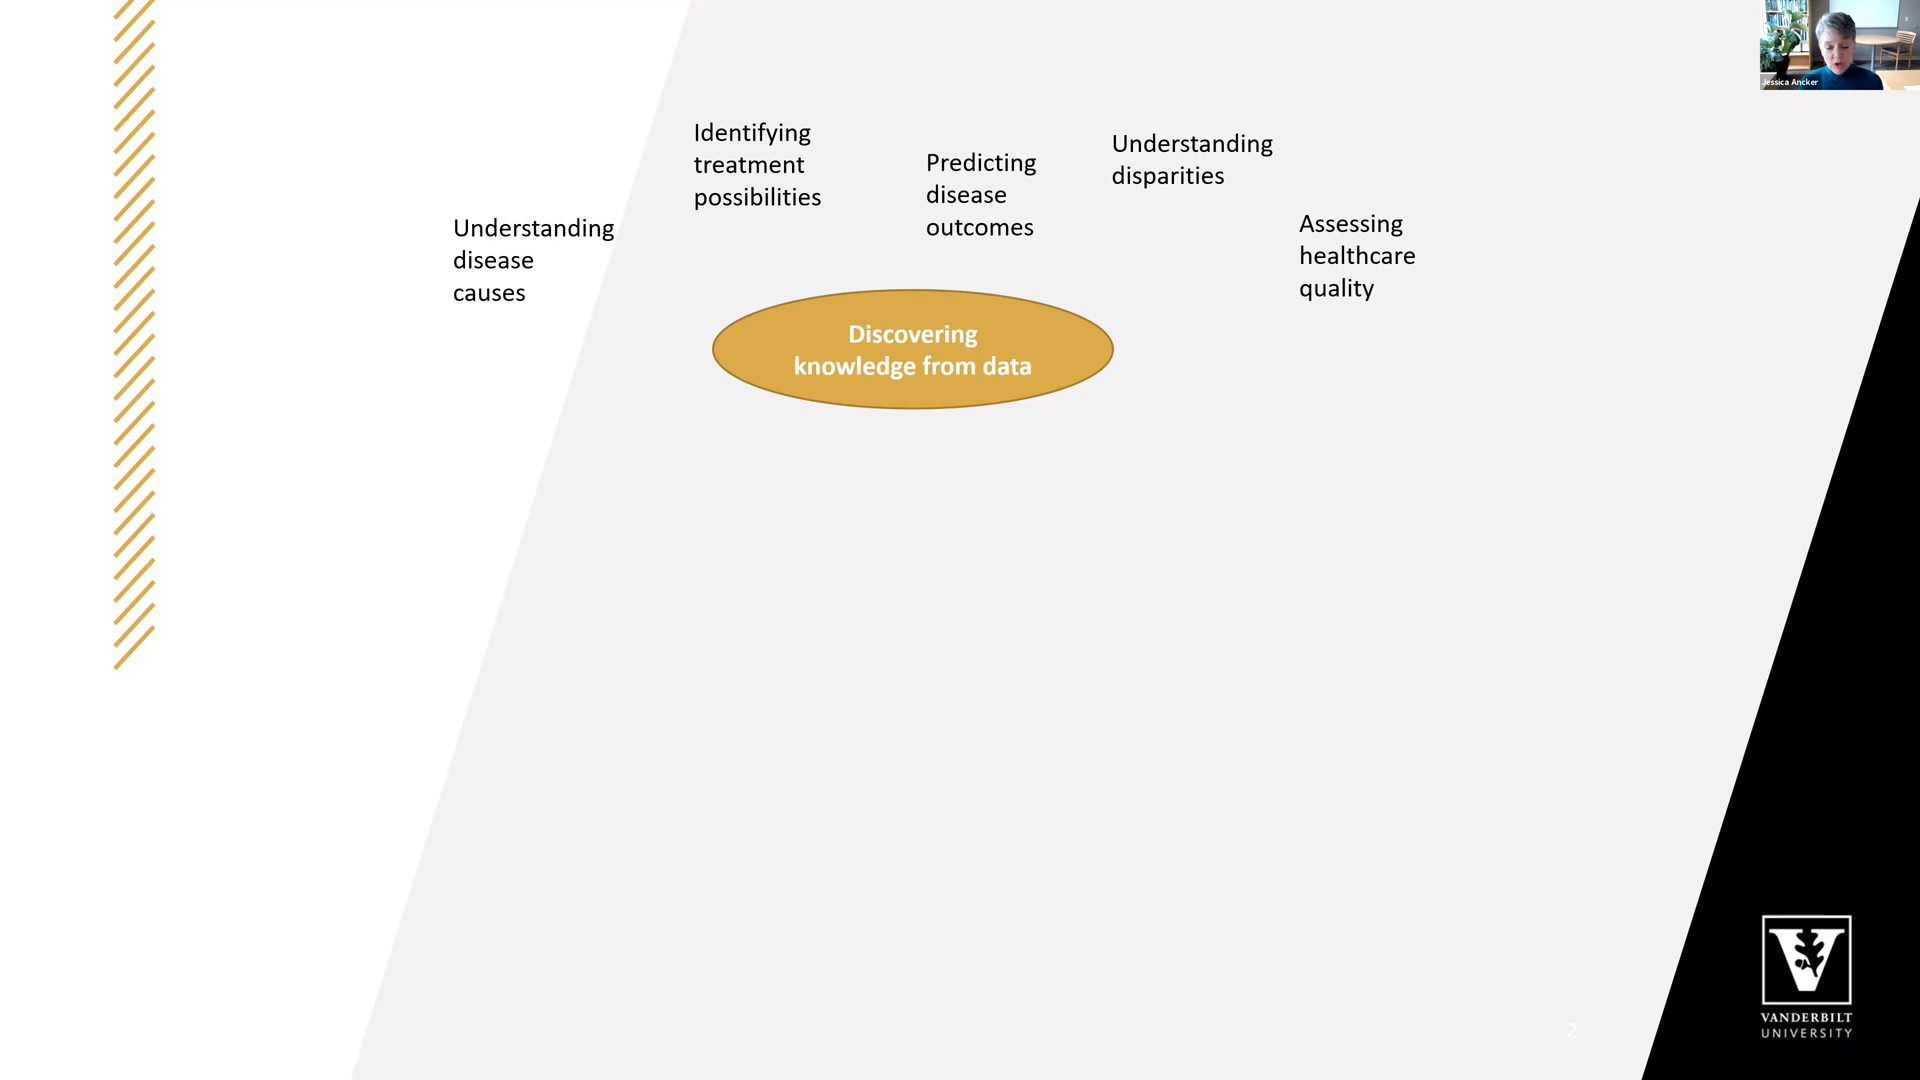 Jessica Ancker
Identifying
treatment
possibilities
Predicting
disease
outcomes
Understanding
disparities
Understanding
disease
causes
Assessing
healthcare
quality
Discovering
knowledge from data
2
VANDERBILT
UNIVERSITY